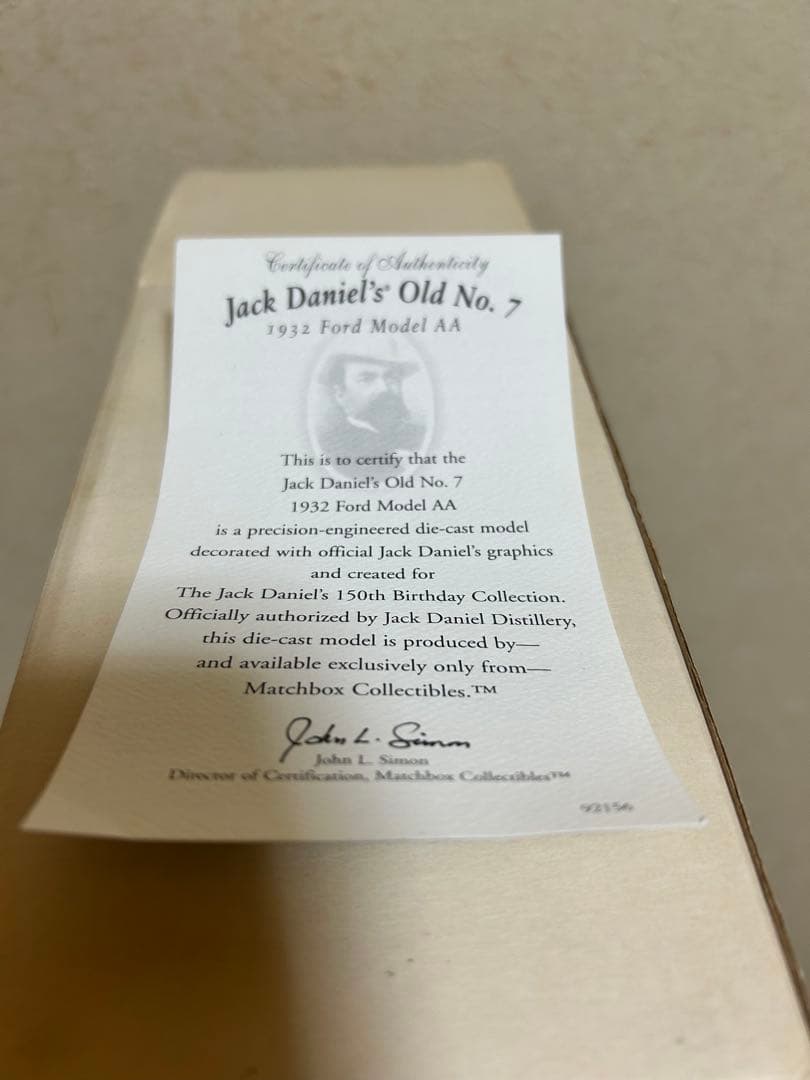 Certificate of Authenticity
Jack Daniel's® Old No. 7
1932 Ford Model AA
This is to certify that the
Jack Daniel's Old No. 7
1932 Ford Model AA
is a precision-engineered die-cast model
decorated with official Jack Daniel's graphics
and created for
The Jack Daniel's 150th Birthday Collection.
Officially authorized by Jack Daniel Distillery,
this die-cast model is produced by—
and available exclusively only from—
Matchbox Collectibles.™
John L. Simon
John L. Simon
Director of Certification, Matchbox Collectibles™
92156